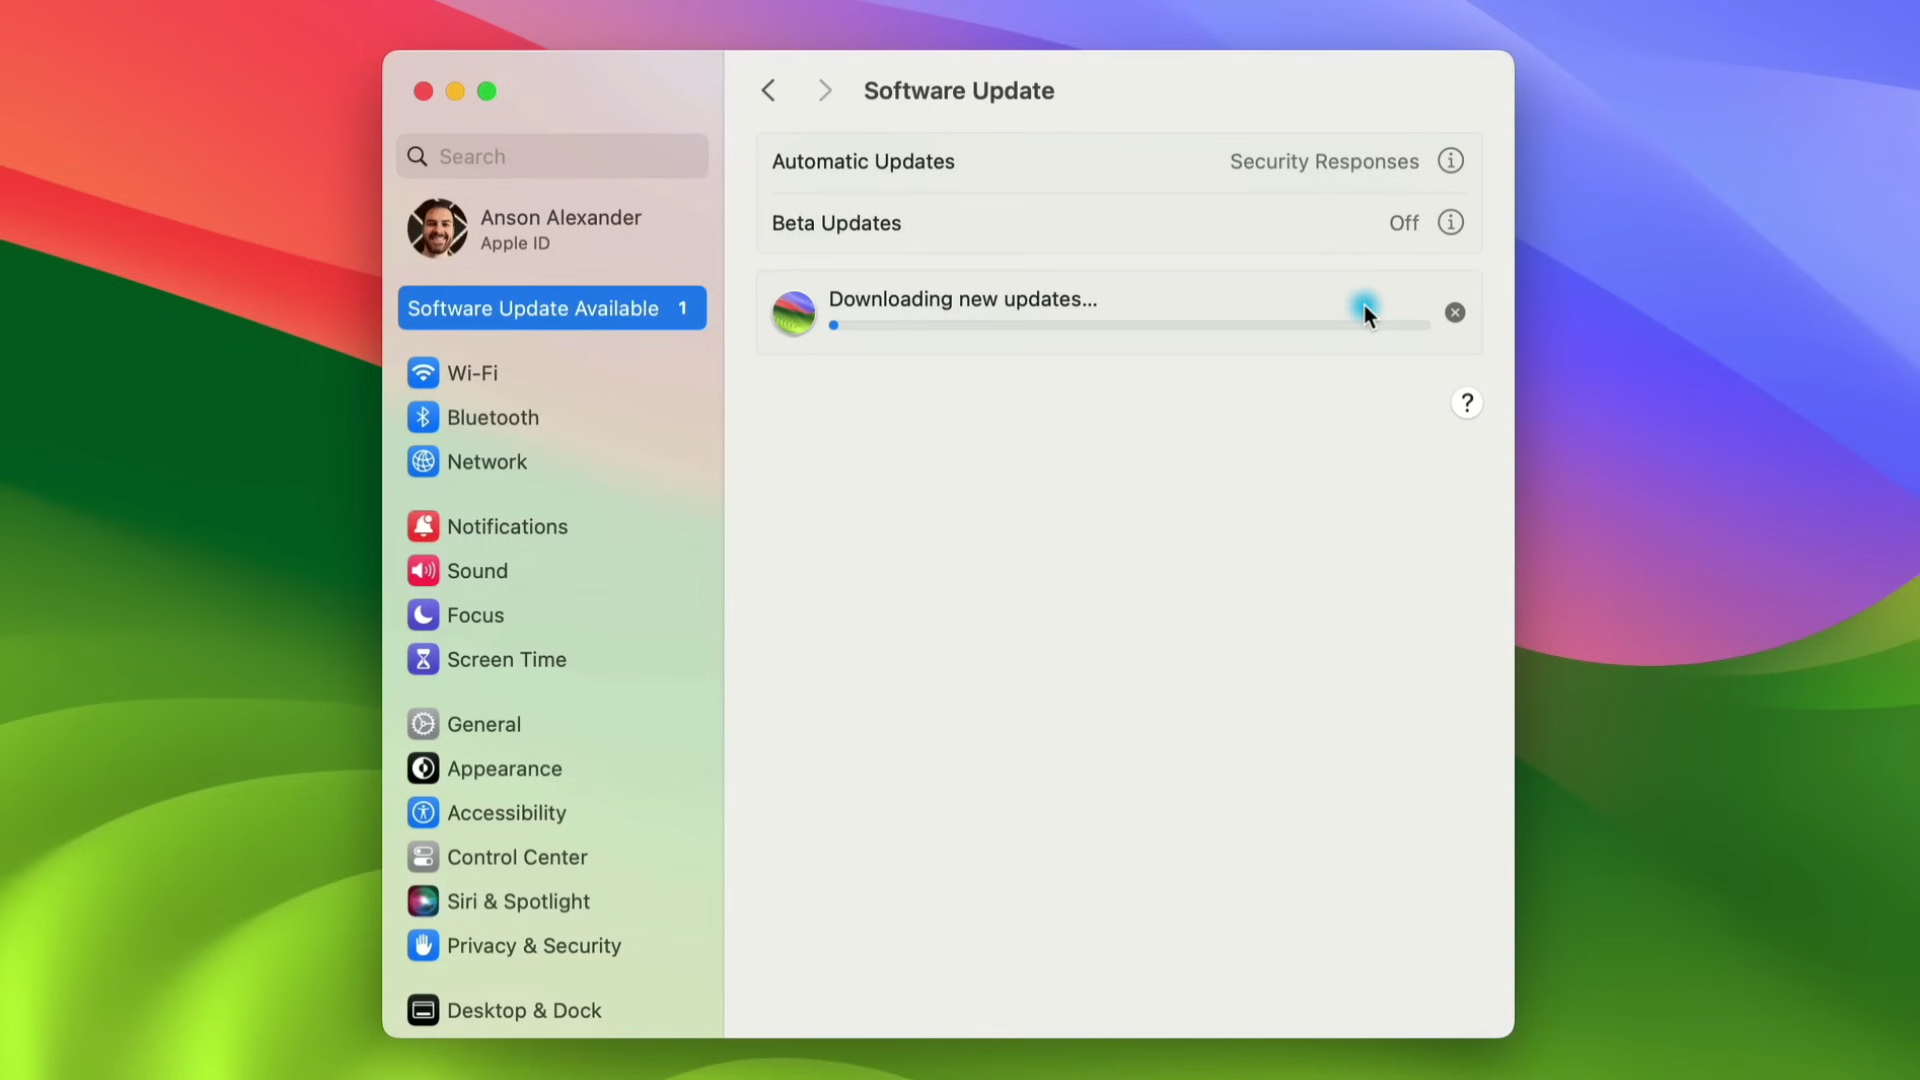 Search
Anson Alexander
Apple ID
Software Update Available 1
Wi-Fi
Bluetooth
Network
Notifications
Sound
Focus
Screen Time
General
Appearance
Accessibility
Control Center
Siri & Spotlight
Privacy & Security
Desktop & Dock
Software Update
Automatic Updates Security Responses
Beta Updates Off
Downloading new updates...
?